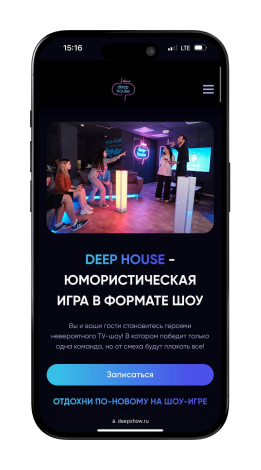 15:16
LTE
deep
house
DEEP HOUSE -
ЮМОРИСТИЧЕСКАЯ
ИГРА В ФОРМАТЕ ШОУ
Вы и ваши гости становитесь героями
невероятного TV-шоу! В котором победит только
одна команда, но от смеха будут плакать все!
Записаться
ОТДОХНИ ПО-НОВОМУ НА ШОУ-ИГРЕ
deepshow.ru